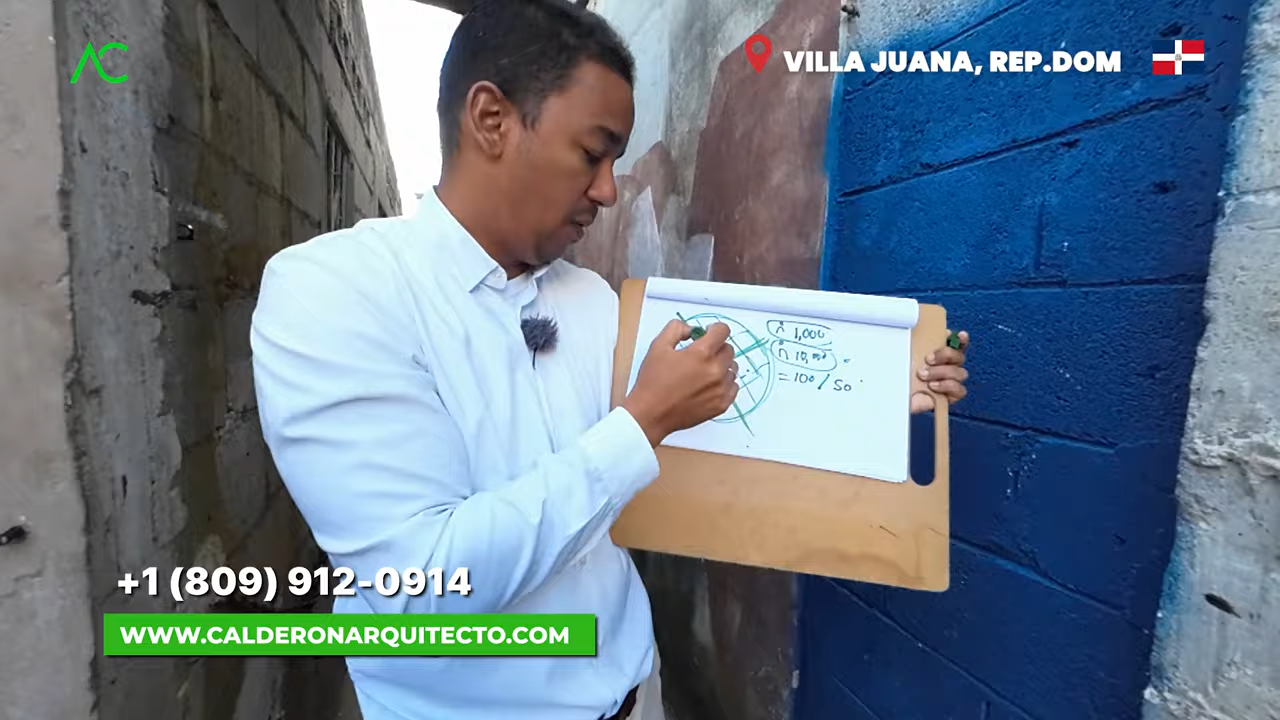 AC
VILLA JUANA, REP.DOM
1,000
= 100 / 50
+1 (809) 912-0914
WWW.CALDERONARQUITECTO.COM